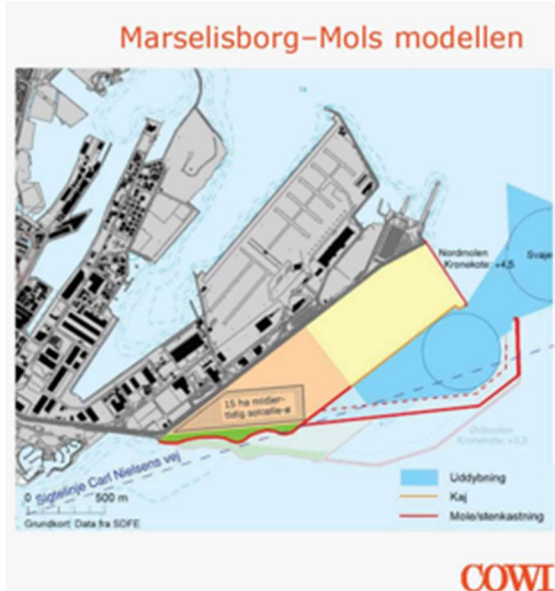 Marselisborg–Mols modellen
Nordmolen
Kronekote: +4,5
Svaje
15 ha midler-
tidig solcelle-ø
Østmolen
Kronekote: +3,3
Sigtelinje Carl Nielsens vej
0 500 m
Grundkort: Data fra SDFE
Uddybning
Kaj
Mole/stenkastning
COWI